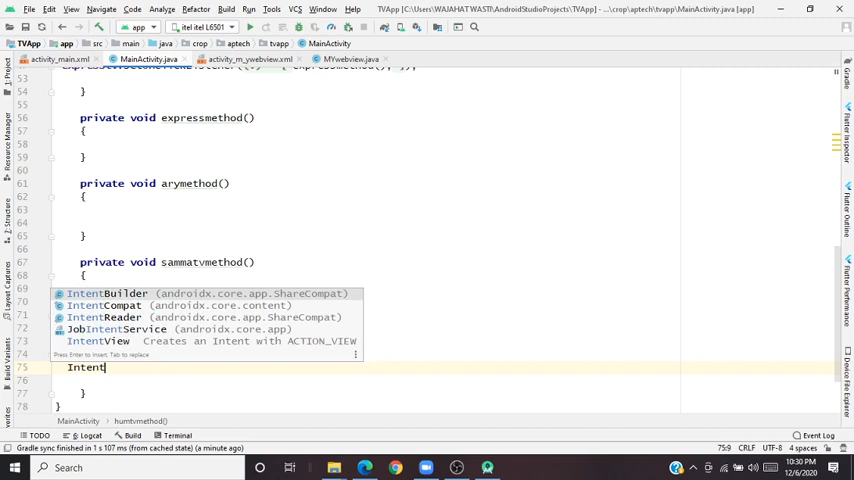 File Edit View Navigate Code Analyze Refactor Build Run Tools VCS Window Help TVApp [C:\Users\WAJAHAT WASTI\AndroidStudioProjects\TVApp] - ...\crop\aptech\tvapp\MainActivity.java [app]
app itel itel L6501
TVApp app src main java crop aptech tvapp MainActivity
activity_main.xml MainActivity.java activity_m_ywebview.xml MYwebview.java
53
54 }
55
56 private void expressmethod()
57 {
58
59 }
60
61 private void arymethod()
62 {
63
64
65 }
66
67 private void sammatvmethod()
68 {
69 IntentBuilder (androidx.core.app.ShareCompat)
70 IntentCompat (androidx.core.content)
71 IntentReader (androidx.core.app.ShareCompat)
72 JobIntentService (androidx.core.app)
73 IntentView Creates an Intent with ACTION_VIEW
74 Press Enter to insert, Tab to replace
75 Intent
76
77 }
78 }
MainActivity humtvmethod()
TODO 6: Logcat Build Terminal Event Log
Gradle sync finished in 1 s 107 ms (from cached state) (a minute ago) 75:9 CRLF UTF-8 4 spaces
Search 10:30 PM
12/6/2020
1: Project
Resource Manager
7: Structure
Layout Captures
Build Variants
Gradle
Flutter Inspector
Flutter Outline
Flutter Performance
Device File Explorer